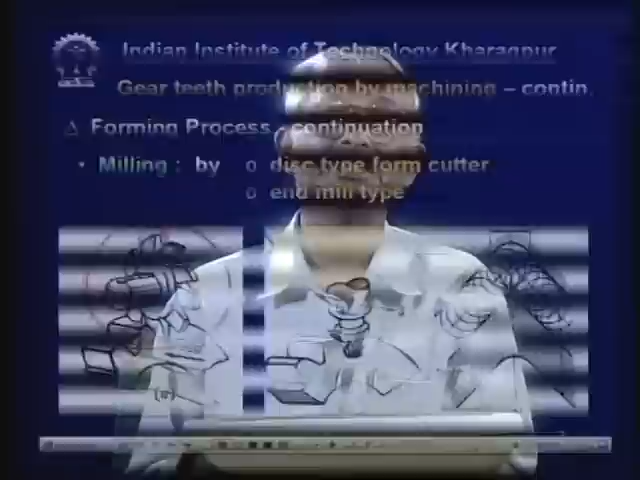 Indian Institute of Technology Kharagpur
Gear teeth production by machining – contin.
Δ Forming Process - continuation
• Milling : by o disc type form cutter
o end mill type